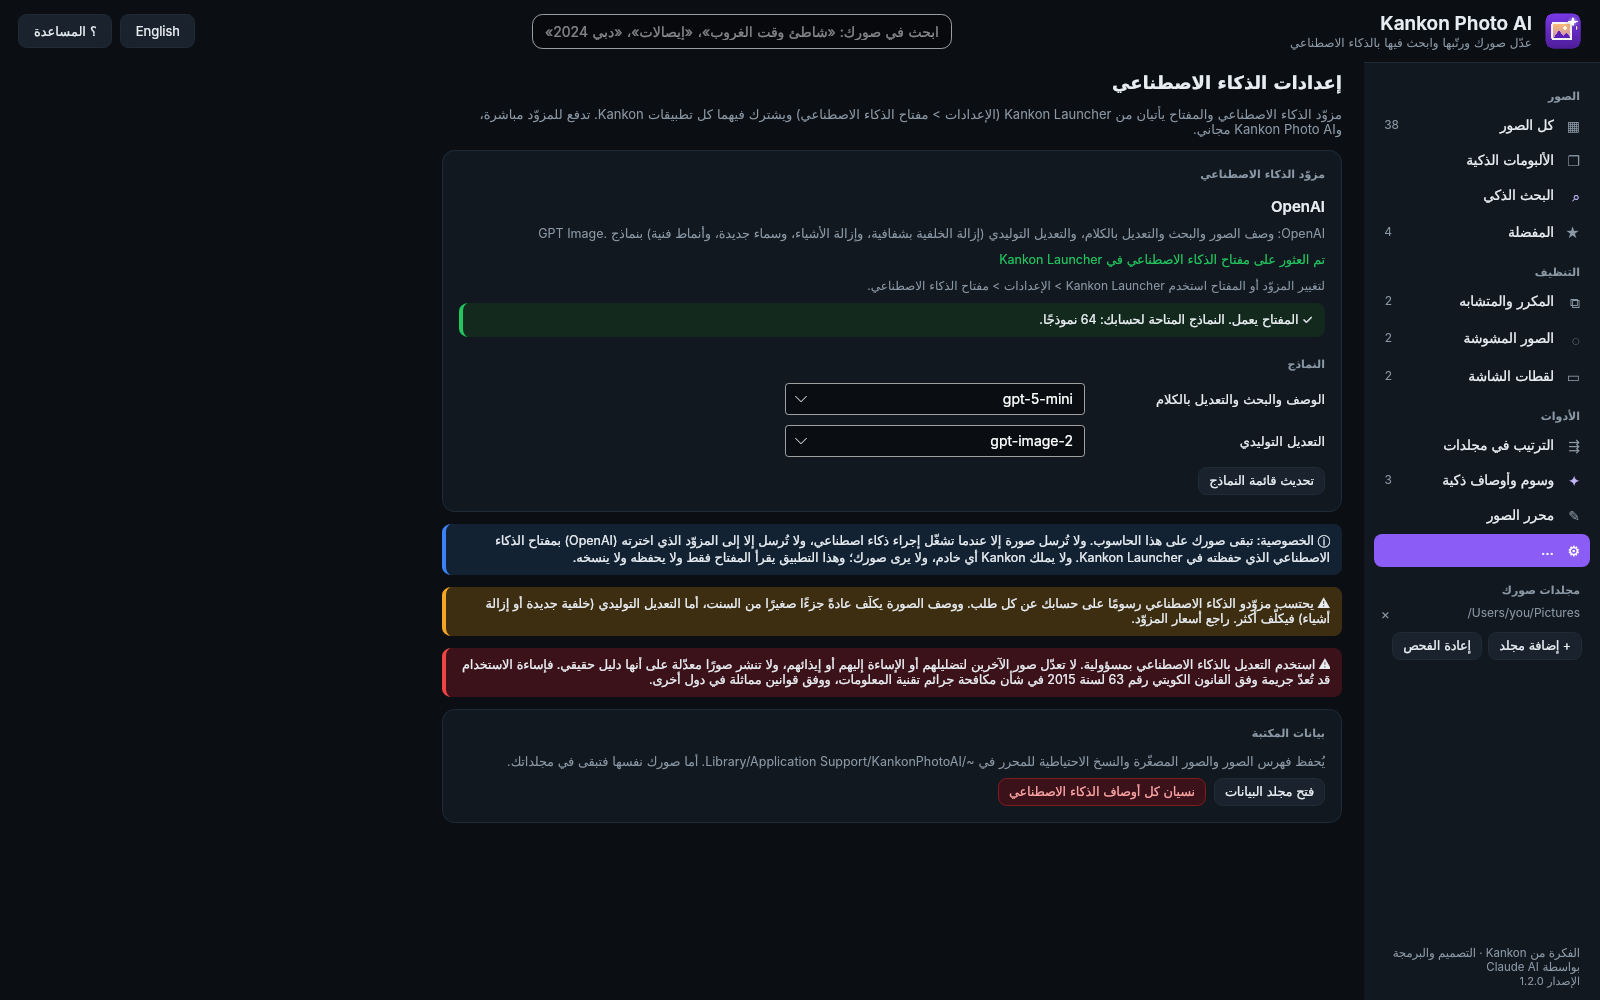 Kankon Photo AI
عدّل صورك ورتّبها وابحث فيها بالذكاء الاصطناعي
ابحث في صورك: «شاطئ وقت الغروب»، «إيصالات»، «دبي 2024»
English
؟ المساعدة
الصور
كل الصور 38
الألبومات الذكية
البحث الذكي
المفضلة 4
التنظيف
المكرر والمتشابه 2
الصور المشوشة 2
لقطات الشاشة 2
الأدوات
الترتيب في مجلدات
وسوم وأوصاف ذكية 3
محرر الصور
...
مجلدات صورك
/Users/you/Pictures ×
+ إضافة مجلد
إعادة الفحص
الفكرة من Kankon · التصميم والبرمجة
بواسطة Claude AI
الإصدار 1.2.0
إعدادات الذكاء الاصطناعي
مزوّد الذكاء الاصطناعي والمفتاح يأتيان من Kankon Launcher (الإعدادات > مفتاح الذكاء الاصطناعي) ويشترك فيهما كل تطبيقات Kankon. تدفع للمزوّد مباشرة،
وKankon Photo AI مجاني.
مزوّد الذكاء الاصطناعي
OpenAI
OpenAI: وصف الصور والبحث والتعديل بالكلام، والتعديل التوليدي (إزالة الخلفية بشفافية، وإزالة الأشياء، وسماء جديدة، وأنماط فنية) بنماذج GPT Image.
تم العثور على مفتاح الذكاء الاصطناعي في Kankon Launcher
لتغيير المزوّد أو المفتاح استخدم Kankon Launcher > الإعدادات > مفتاح الذكاء الاصطناعي.
✓ المفتاح يعمل. النماذج المتاحة لحسابك: 64 نموذجًا.
النماذج
الوصف والبحث والتعديل بالكلام gpt-5-mini
التعديل التوليدي gpt-image-2
تحديث قائمة النماذج
ⓘ الخصوصية: تبقى صورك على هذا الحاسوب. ولا تُرسل صورة إلا عندما تشغّل إجراء ذكاء اصطناعي، ولا تُرسل إلا إلى المزوّد الذي اخترته (OpenAI) بمفتاح الذكاء
الاصطناعي الذي حفظته في Kankon Launcher. ولا يملك Kankon أي خادم، ولا يرى صورك؛ وهذا التطبيق يقرأ المفتاح فقط ولا يحفظه ولا ينسخه.
⚠ يحتسب مزوّدو الذكاء الاصطناعي رسومًا على حسابك عن كل طلب. ووصف الصورة يكلّف عادةً جزءًا صغيرًا من السنت، أما التعديل التوليدي (خلفية جديدة أو إزالة
أشياء) فيكلّف أكثر. راجع أسعار المزوّد.
⚠ استخدم التعديل بالذكاء الاصطناعي بمسؤولية. لا تعدّل صور الآخرين لتضليلهم أو الإساءة إليهم أو إيذائهم، ولا تنشر صورًا معدّلة على أنها دليل حقيقي. فإساءة الاستخدام
قد تُعدّ جريمة وفق القانون الكويتي رقم 63 لسنة 2015 في شأن مكافحة جرائم تقنية المعلومات، ووفق قوانين مماثلة في دول أخرى.
بيانات المكتبة
يُحفظ فهرس الصور والصور المصغّرة والنسخ الاحتياطية للمحرر في ~/Library/Application Support/KankonPhotoAI. أما صورك نفسها فتبقى في مجلداتك.
فتح مجلد البيانات
نسيان كل أوصاف الذكاء الاصطناعي